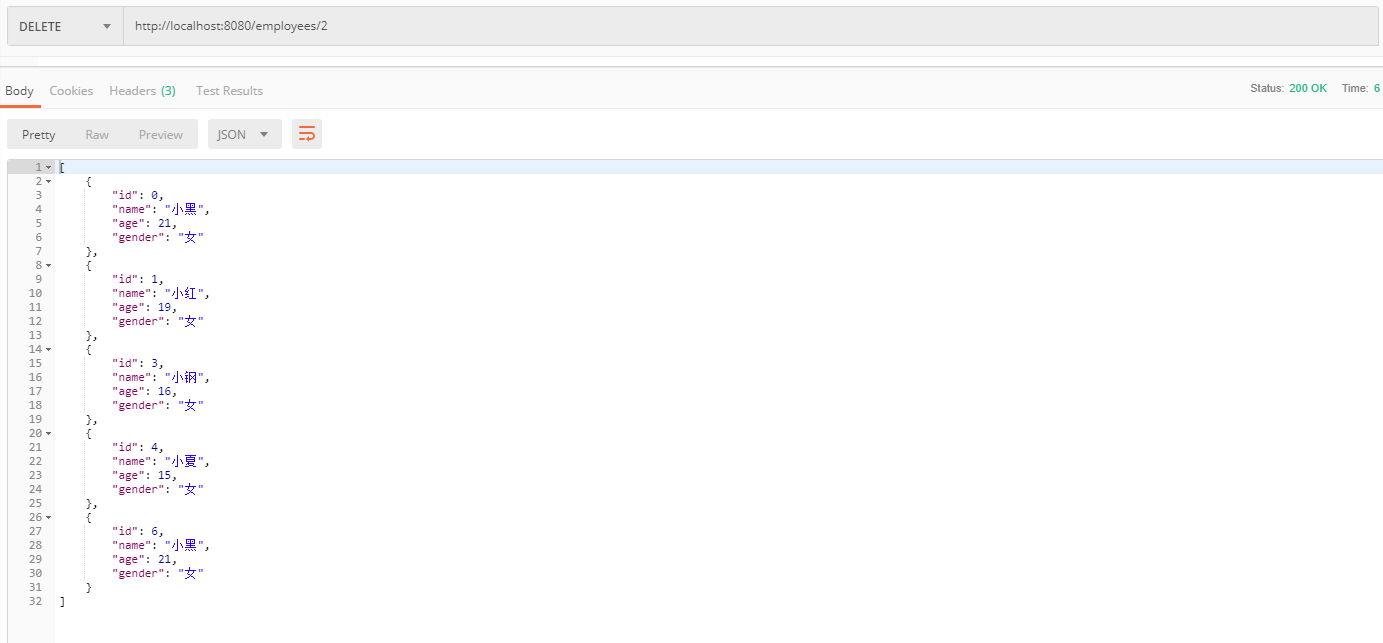 DELETE http://localhost:8080/employees/2
Body Cookies Headers (3) Test Results Status: 200 OK Time: 6
Pretty Raw Preview JSON
1 [
2     {
3         "id": 0,
4         "name": "小黑",
5         "age": 21,
6         "gender": "女"
7     },
8     {
9         "id": 1,
10         "name": "小红",
11         "age": 19,
12         "gender": "女"
13     },
14     {
15         "id": 3,
16         "name": "小钢",
17         "age": 16,
18         "gender": "女"
19     },
20     {
21         "id": 4,
22         "name": "小夏",
23         "age": 15,
24         "gender": "女"
25     },
26     {
27         "id": 6,
28         "name": "小黑",
29         "age": 21,
30         "gender": "女"
31     }
32 ]